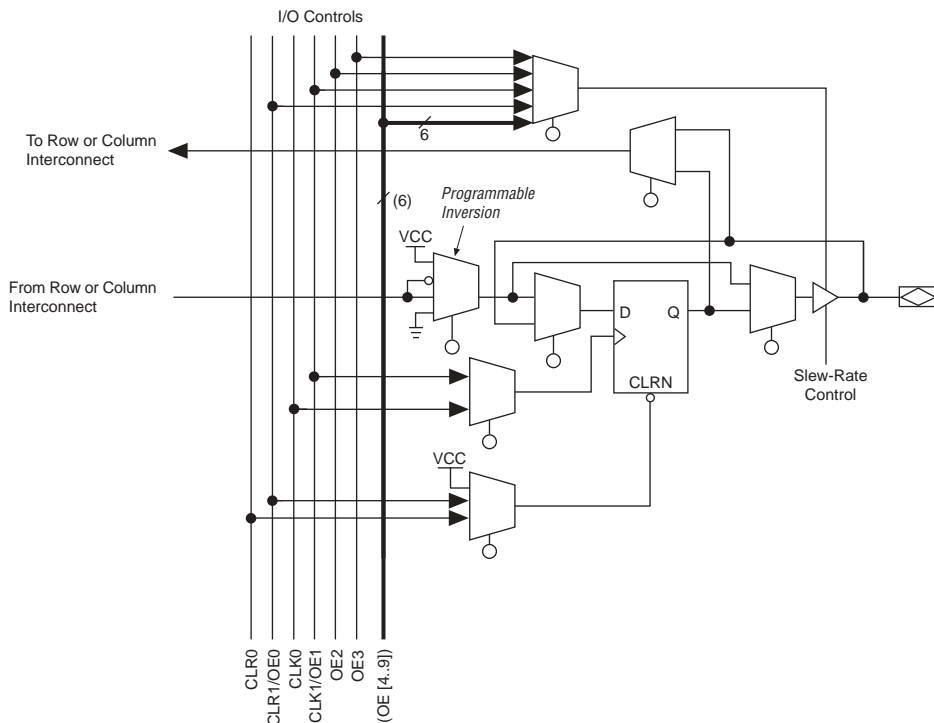 I/O Controls
6
To Row or Column
Interconnect
(6)
Programmable
Inversion
VCC
From Row or Column
Interconnect
D
Q
CLRN
Slew-Rate
Control
VCC
CLR0
CLR1/OE0
CLK0
CLK1/OE1
OE2
OE3
(OE [4..9])